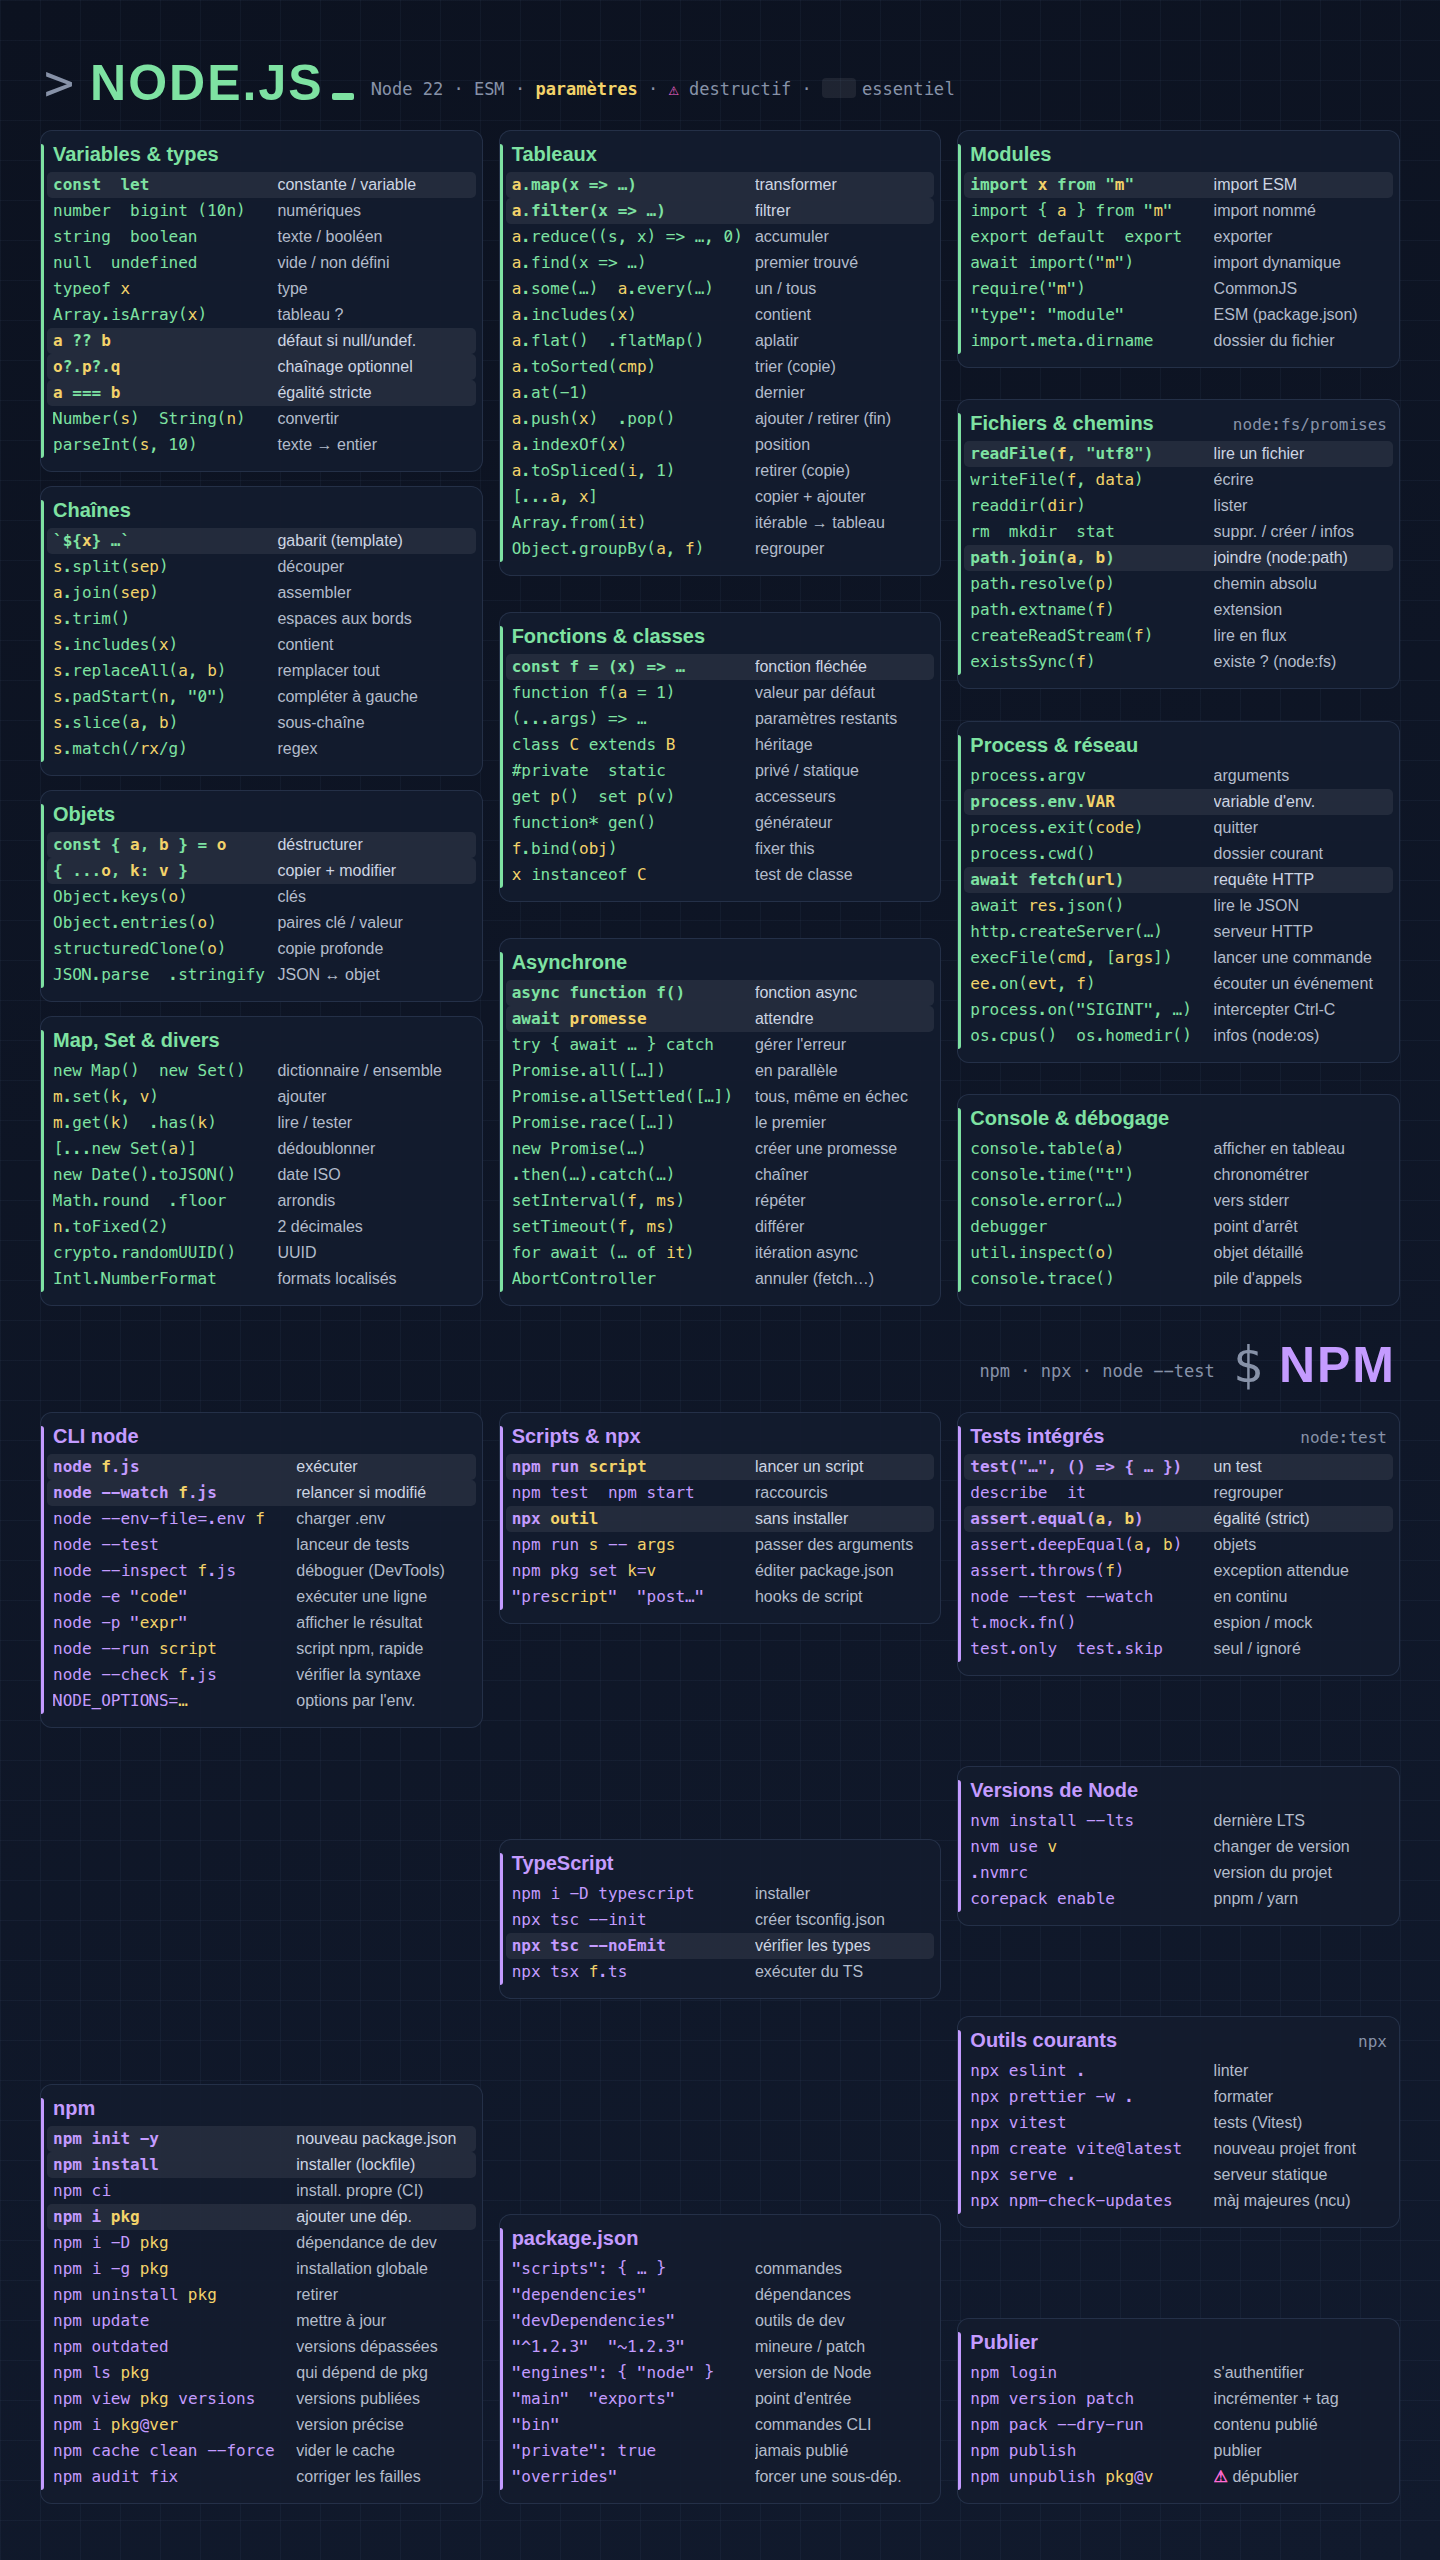 > NODE.JS_ Node 22 · ESM · paramètres · ⚠ destructif · essentiel
Variables & types
const  let  constante / variable
number  bigint (10n)  numériques
string  boolean  texte / booléen
null  undefined  vide / non défini
typeof x  type
Array.isArray(x)  tableau ?
a ?? b  défaut si null/undef.
o?.p?.q  chaînage optionnel
a === b  égalité stricte
Number(s)  String(n)  convertir
parseInt(s, 10)  texte → entier
Chaînes
`${x} …`  gabarit (template)
s.split(sep)  découper
a.join(sep)  assembler
s.trim()  espaces aux bords
s.includes(x)  contient
s.replaceAll(a, b)  remplacer tout
s.padStart(n, "0")  compléter à gauche
s.slice(a, b)  sous-chaîne
s.match(/rx/g)  regex
Objets
const { a, b } = o  déstructurer
{ ...o, k: v }  copier + modifier
Object.keys(o)  clés
Object.entries(o)  paires clé / valeur
structuredClone(o)  copie profonde
JSON.parse  .stringify  JSON ↔ objet
Map, Set & divers
new Map()  new Set()  dictionnaire / ensemble
m.set(k, v)  ajouter
m.get(k)  .has(k)  lire / tester
[...new Set(a)]  dédoublonner
new Date().toJSON()  date ISO
Math.round  .floor  arrondis
n.toFixed(2)  2 décimales
crypto.randomUUID()  UUID
Intl.NumberFormat  formats localisés
Tableaux
a.map(x => …)  transformer
a.filter(x => …)  filtrer
a.reduce((s, x) => …, 0)  accumuler
a.find(x => …)  premier trouvé
a.some(…)  a.every(…)  un / tous
a.includes(x)  contient
a.flat()  .flatMap()  aplatir
a.toSorted(cmp)  trier (copie)
a.at(-1)  dernier
a.push(x)  .pop()  ajouter / retirer (fin)
a.indexOf(x)  position
a.toSpliced(i, 1)  retirer (copie)
[...a, x]  copier + ajouter
Array.from(it)  itérable → tableau
Object.groupBy(a, f)  regrouper
Fonctions & classes
const f = (x) => …  fonction fléchée
function f(a = 1)  valeur par défaut
(...args) => …  paramètres restants
class C extends B  héritage
#private  static  privé / statique
get p()  set p(v)  accesseurs
function* gen()  générateur
f.bind(obj)  fixer this
x instanceof C  test de classe
Asynchrone
async function f()  fonction async
await promesse  attendre
try { await … } catch  gérer l'erreur
Promise.all([…])  en parallèle
Promise.allSettled([…])  tous, même en échec
Promise.race([…])  le premier
new Promise(…)  créer une promesse
.then(…).catch(…)  chaîner
setInterval(f, ms)  répéter
setTimeout(f, ms)  différer
for await (… of it)  itération async
AbortController  annuler (fetch…)
Modules
import x from "m"  import ESM
import { a } from "m"  import nommé
export default  export  exporter
await import("m")  import dynamique
require("m")  CommonJS
"type": "module"  ESM (package.json)
import.meta.dirname  dossier du fichier
Fichiers & chemins  node:fs/promises
readFile(f, "utf8")  lire un fichier
writeFile(f, data)  écrire
readdir(dir)  lister
rm  mkdir  stat  suppr. / créer / infos
path.join(a, b)  joindre (node:path)
path.resolve(p)  chemin absolu
path.extname(f)  extension
createReadStream(f)  lire en flux
existsSync(f)  existe ? (node:fs)
Process & réseau
process.argv  arguments
process.env.VAR  variable d'env.
process.exit(code)  quitter
process.cwd()  dossier courant
await fetch(url)  requête HTTP
await res.json()  lire le JSON
http.createServer(…)  serveur HTTP
execFile(cmd, [args])  lancer une commande
ee.on(evt, f)  écouter un événement
process.on("SIGINT", …)  intercepter Ctrl-C
os.cpus()  os.homedir()  infos (node:os)
Console & débogage
console.table(a)  afficher en tableau
console.time("t")  chronométrer
console.error(…)  vers stderr
debugger  point d'arrêt
util.inspect(o)  objet détaillé
console.trace()  pile d'appels
npm · npx · node --test $ NPM
CLI node
node f.js  exécuter
node --watch f.js  relancer si modifié
node --env-file=.env f  charger .env
node --test  lanceur de tests
node --inspect f.js  déboguer (DevTools)
node -e "code"  exécuter une ligne
node -p "expr"  afficher le résultat
node --run script  script npm, rapide
node --check f.js  vérifier la syntaxe
NODE_OPTIONS=…  options par l'env.
npm
npm init -y  nouveau package.json
npm install  installer (lockfile)
npm ci  install. propre (CI)
npm i pkg  ajouter une dép.
npm i -D pkg  dépendance de dev
npm i -g pkg  installation globale
npm uninstall pkg  retirer
npm update  mettre à jour
npm outdated  versions dépassées
npm ls pkg  qui dépend de pkg
npm view pkg versions  versions publiées
npm i pkg@ver  version précise
npm cache clean --force  vider le cache
npm audit fix  corriger les failles
Scripts & npx
npm run script  lancer un script
npm test  npm start  raccourcis
npx outil  sans installer
npm run s -- args  passer des arguments
npm pkg set k=v  éditer package.json
"prescript"  "post…"  hooks de script
TypeScript
npm i -D typescript  installer
npx tsc --init  créer tsconfig.json
npx tsc --noEmit  vérifier les types
npx tsx f.ts  exécuter du TS
package.json
"scripts": { … }  commandes
"dependencies"  dépendances
"devDependencies"  outils de dev
"^1.2.3"  "~1.2.3"  mineure / patch
"engines": { "node" }  version de Node
"main"  "exports"  point d'entrée
"bin"  commandes CLI
"private": true  jamais publié
"overrides"  forcer une sous-dép.
Tests intégrés  node:test
test("…", () => { … })  un test
describe  it  regrouper
assert.equal(a, b)  égalité (strict)
assert.deepEqual(a, b)  objets
assert.throws(f)  exception attendue
node --test --watch  en continu
t.mock.fn()  espion / mock
test.only  test.skip  seul / ignoré
Versions de Node
nvm install --lts  dernière LTS
nvm use v  changer de version
.nvmrc  version du projet
corepack enable  pnpm / yarn
Outils courants  npx
npx eslint .  linter
npx prettier -w .  formater
npx vitest  tests (Vitest)
npm create vite@latest  nouveau projet front
npx serve .  serveur statique
npx npm-check-updates  màj majeures (ncu)
Publier
npm login  s'authentifier
npm version patch  incrémenter + tag
npm pack --dry-run  contenu publié
npm publish  publier
npm unpublish pkg@v  ⚠ dépublier